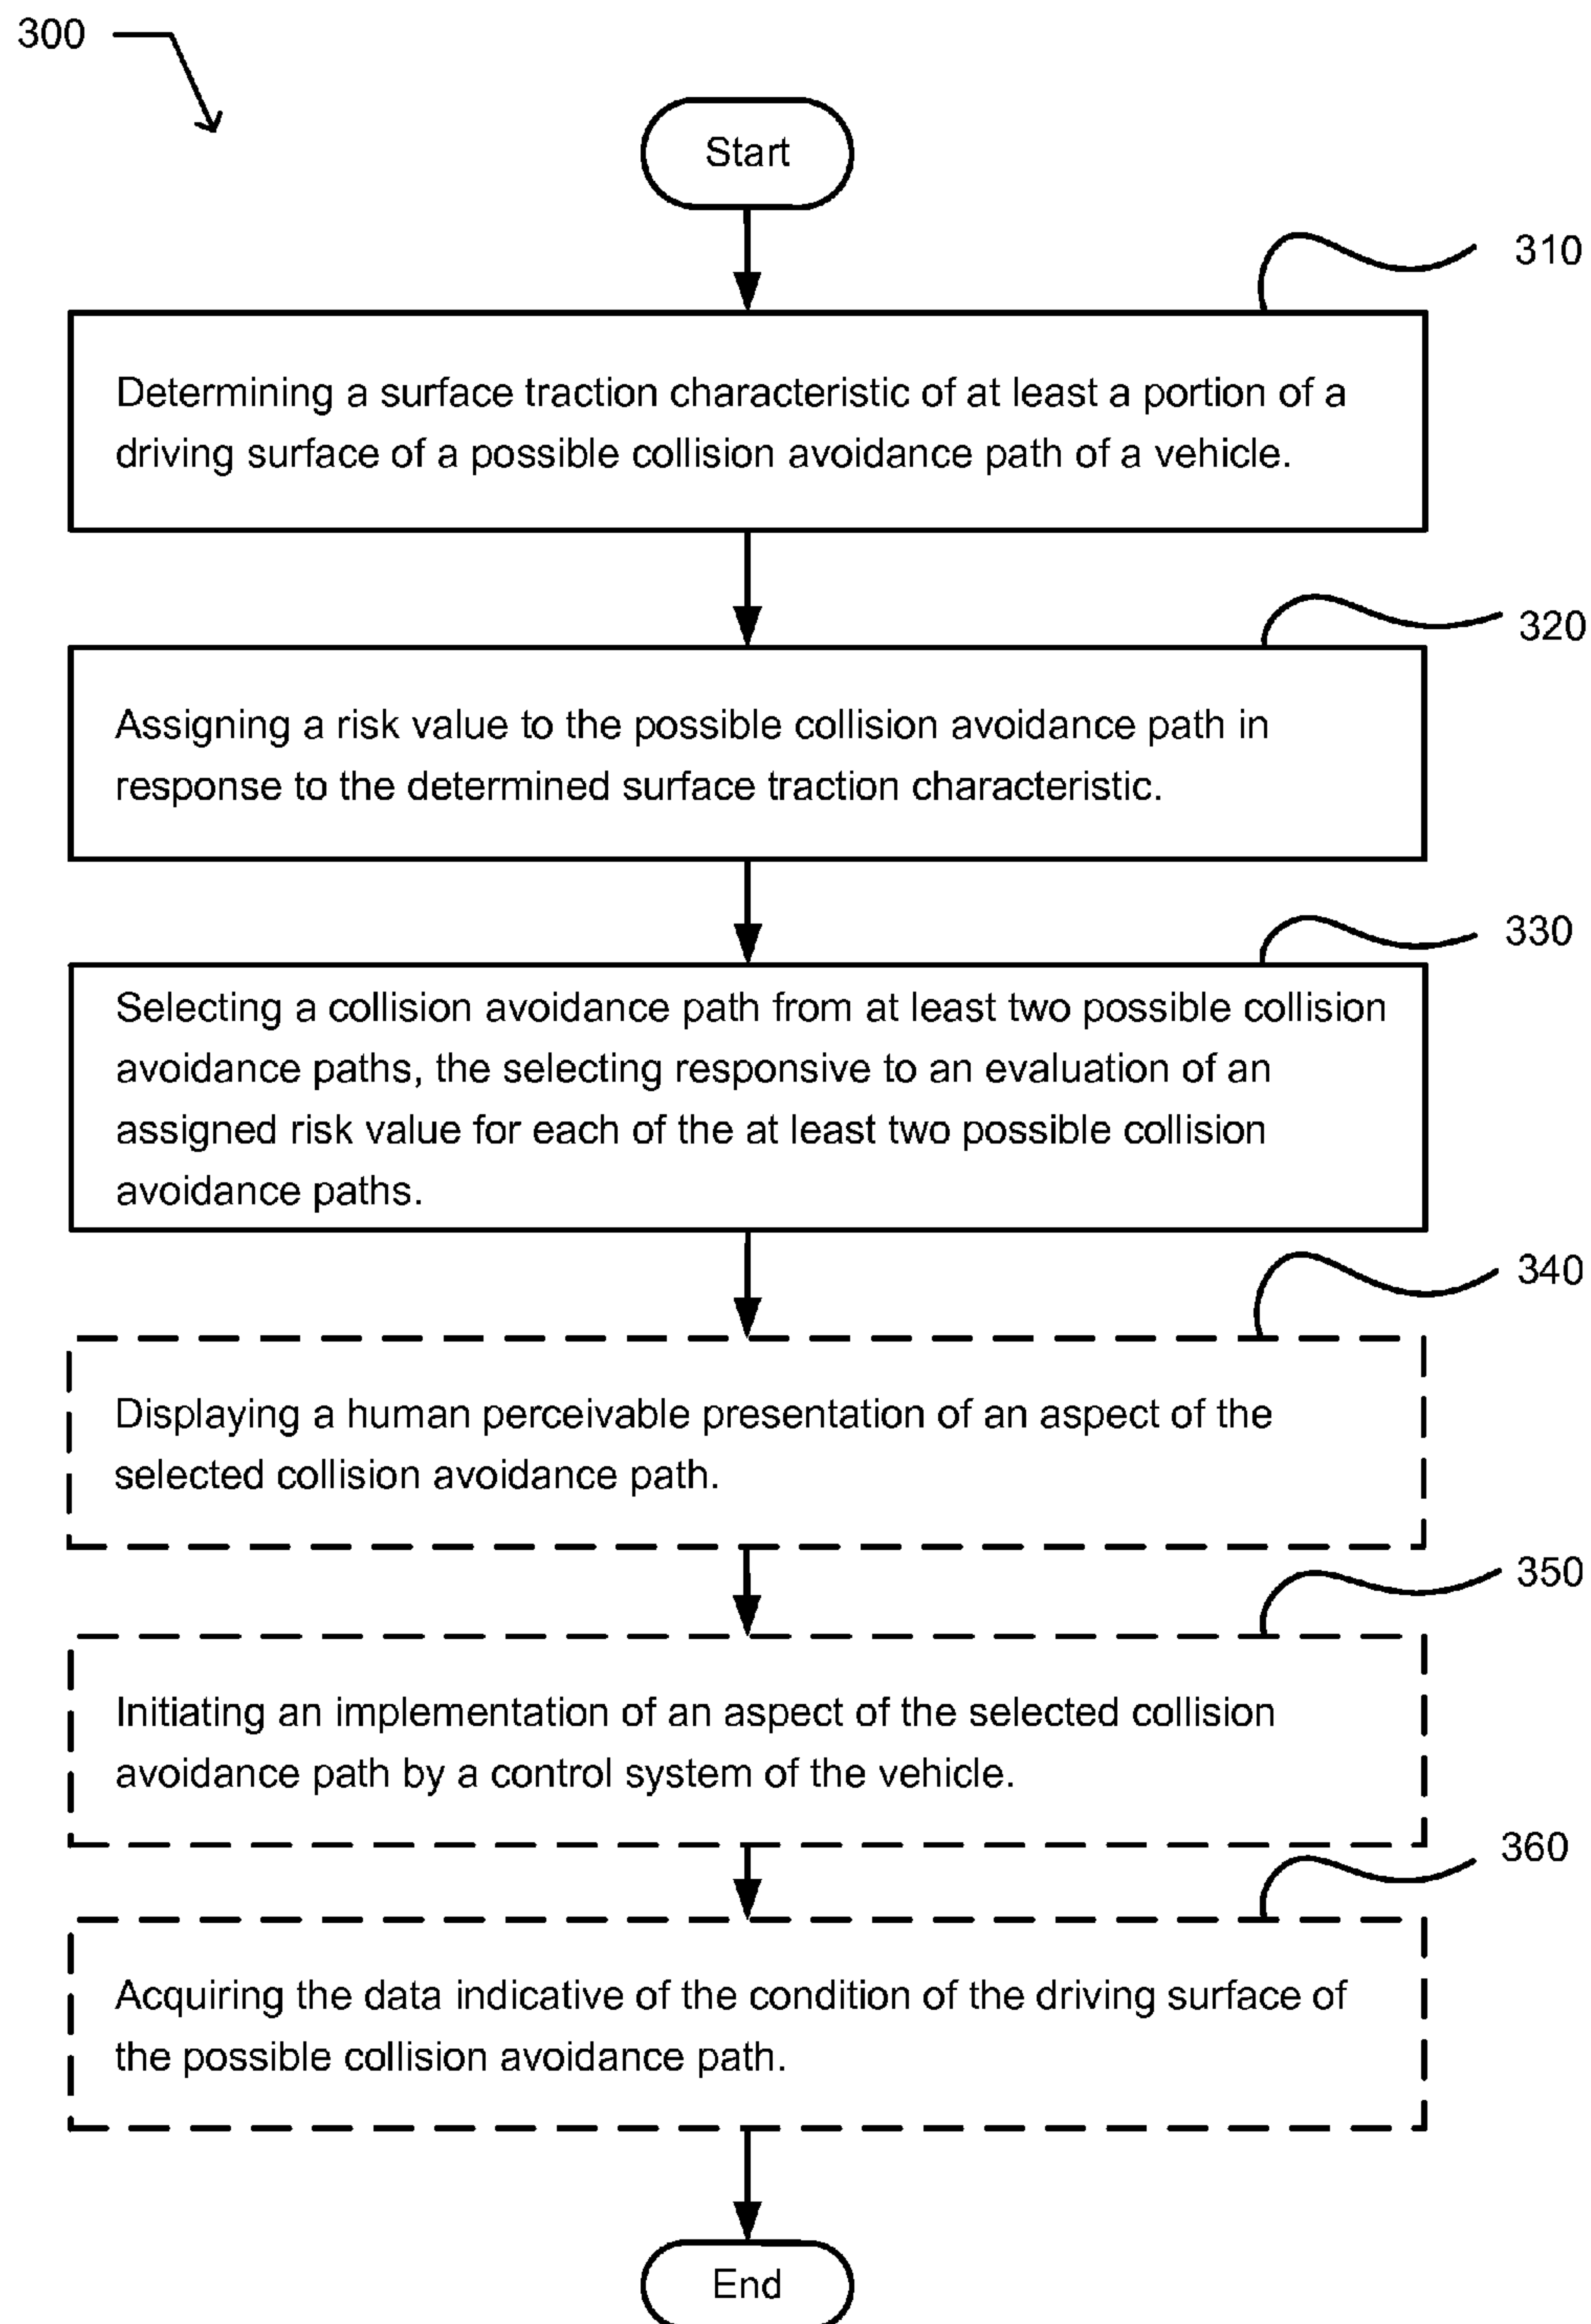 300
Start
310
Determining a surface traction characteristic of at least a portion of a
driving surface of a possible collision avoidance path of a vehicle.
320
Assigning a risk value to the possible collision avoidance path in
response to the determined surface traction characteristic.
330
Selecting a collision avoidance path from at least two possible collision
avoidance paths, the selecting responsive to an evaluation of an
assigned risk value for each of the at least two possible collision
avoidance paths.
340
Displaying a human perceivable presentation of an aspect of the
selected collision avoidance path.
350
Initiating an implementation of an aspect of the selected collision
avoidance path by a control system of the vehicle.
360
Acquiring the data indicative of the condition of the driving surface of
the possible collision avoidance path.
End